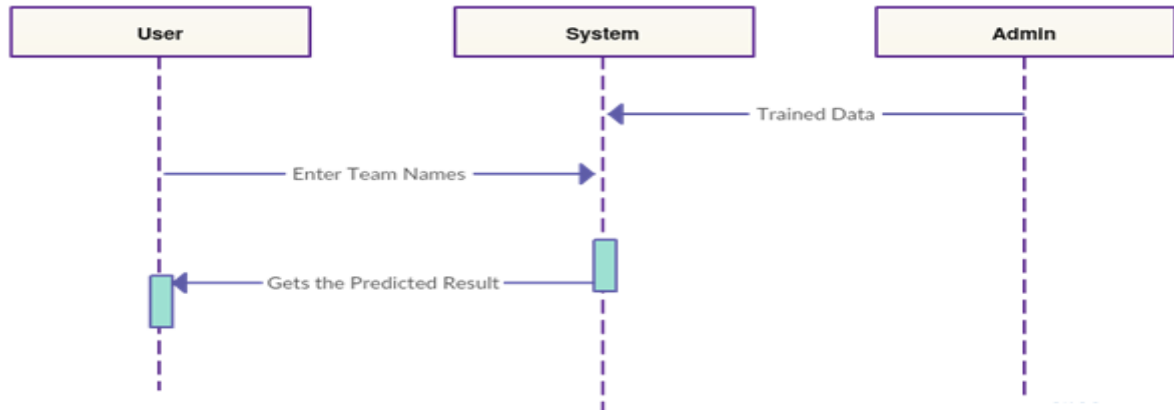 User
System
Admin
Trained Data
Enter Team Names
Gets the Predicted Result